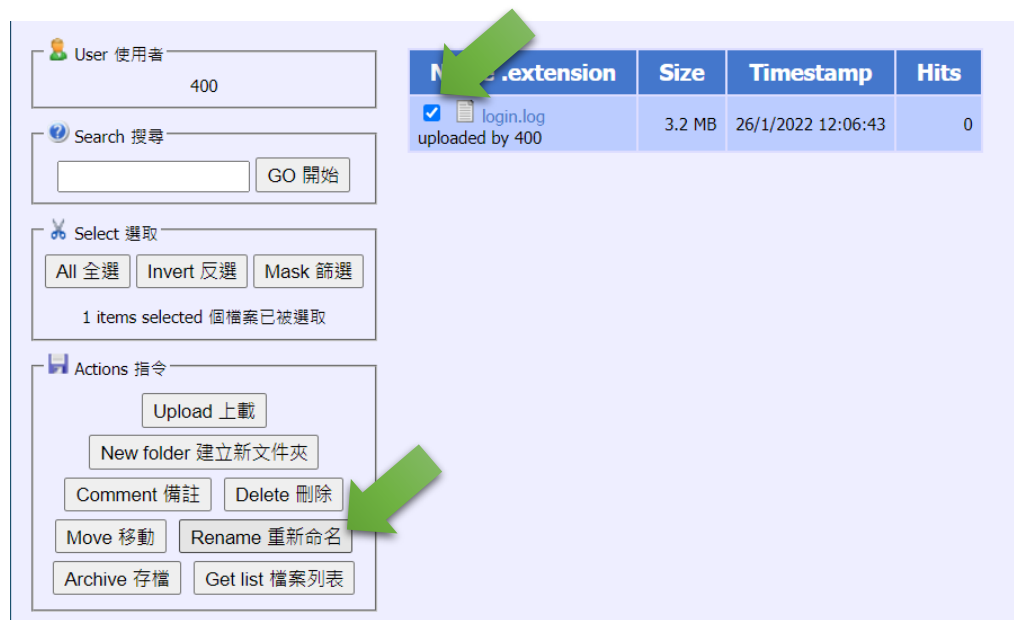 User 使用者
400
Search 搜尋
GO 開始
Select 選取
All 全選 Invert 反選 Mask 篩選
1 items selected 個檔案已被選取
Actions 指令
Upload 上載
New folder 建立新文件夾
Comment 備註 Delete 刪除
Move 移動 Rename 重新命名
Archive 存檔 Get list 檔案列表
.extension Size Timestamp Hits
login.log 3.2 MB 26/1/2022 12:06:43 0
uploaded by 400